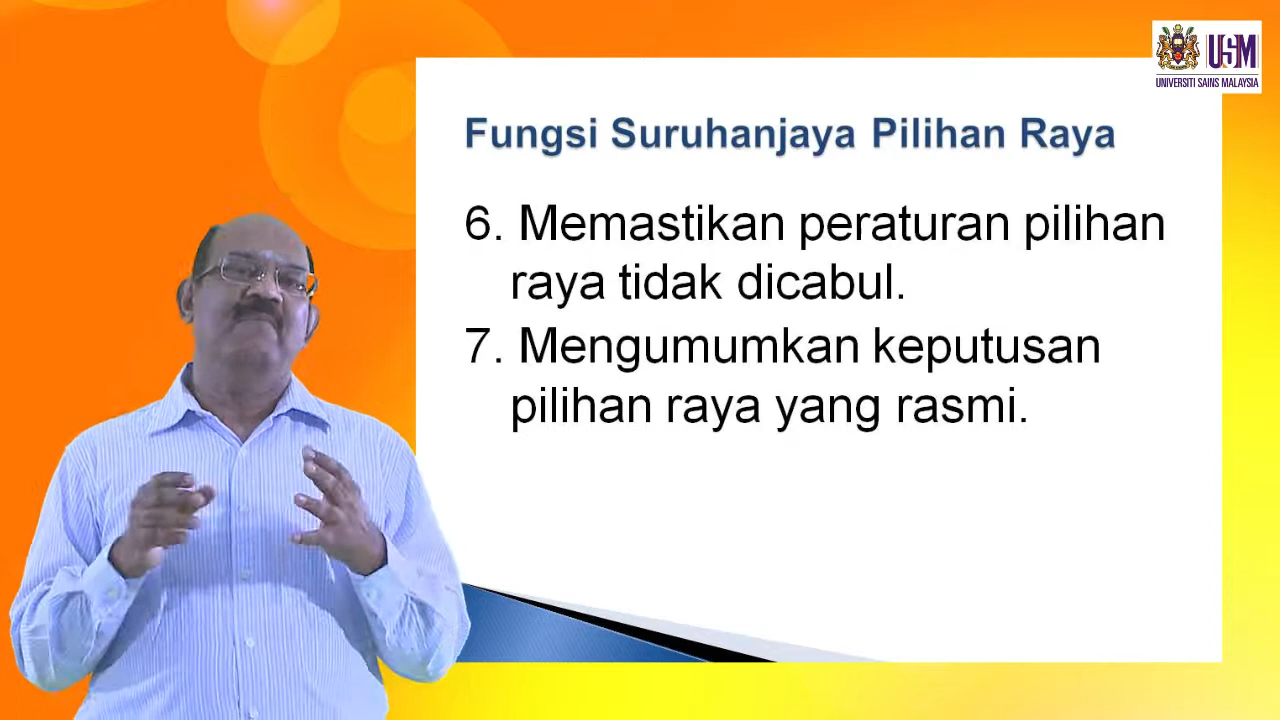 USM
UNIVERSITI SAINS MALAYSIA
Fungsi Suruhanjaya Pilihan Raya
6. Memastikan peraturan pilihan
raya tidak dicabul.
7. Mengumumkan keputusan
pilihan raya yang rasmi.